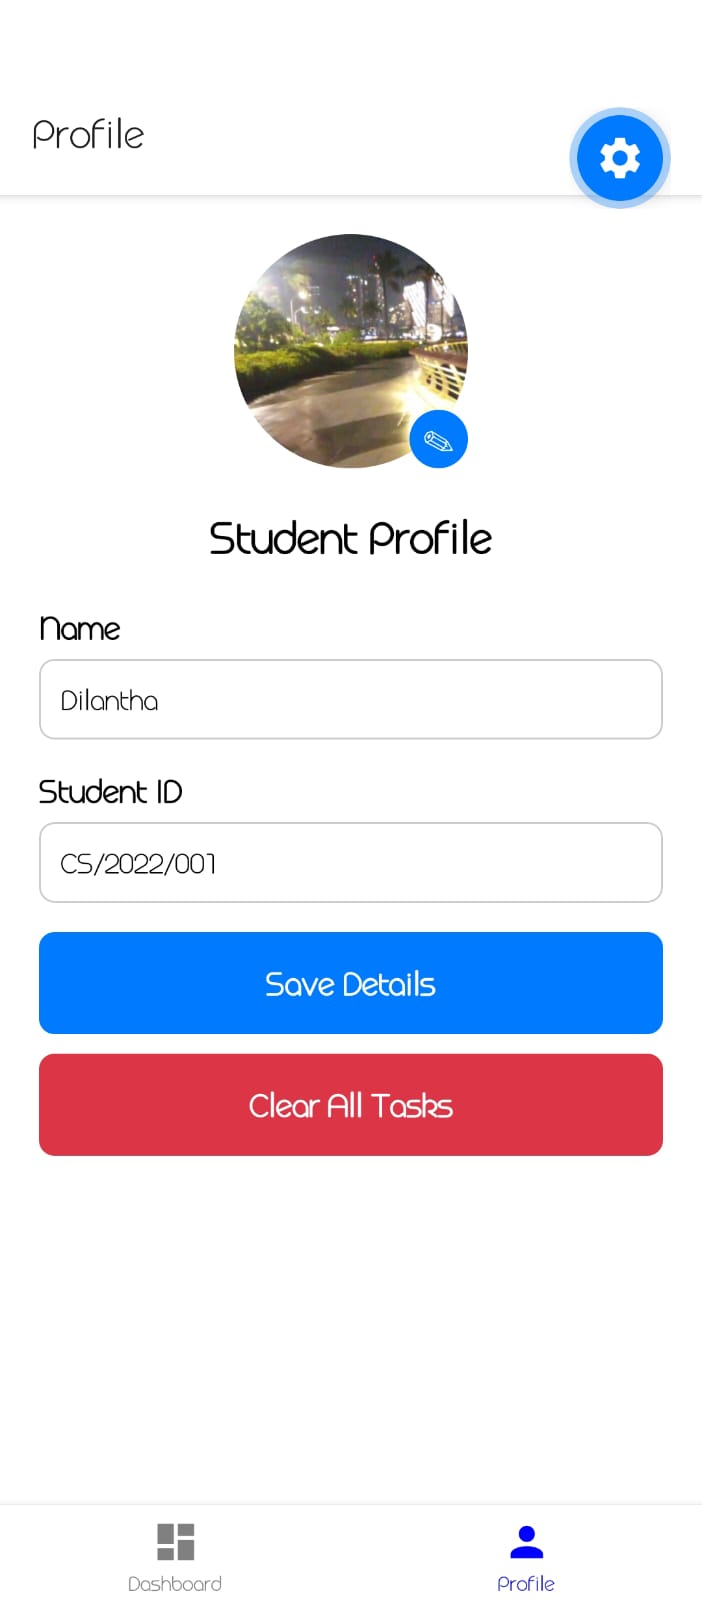 Profile
Student Profile
Name
Dilantha
Student ID
CS/2022/001
Save Details
Clear All Tasks
Dashboard
Profile